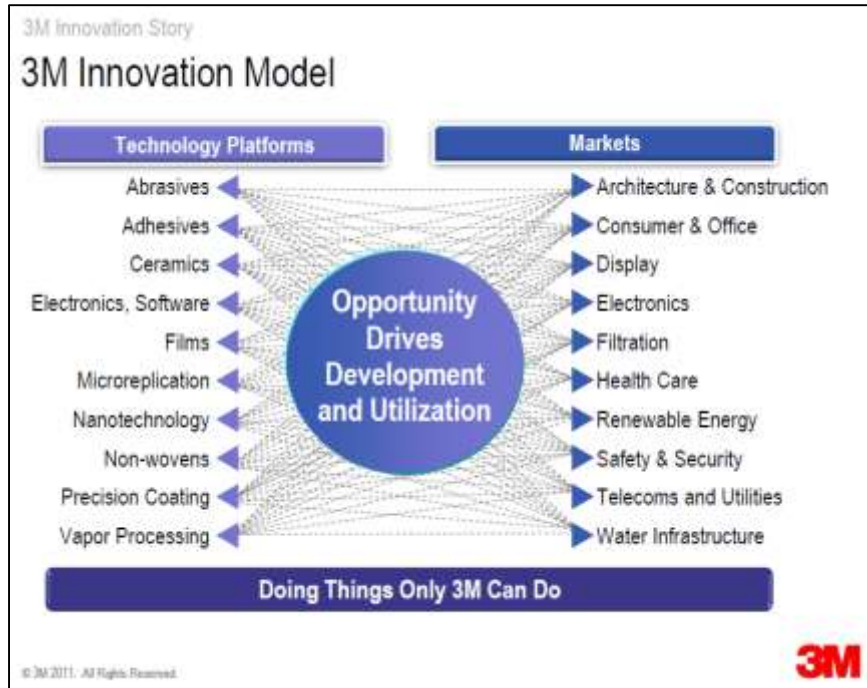 3M Innovation Story
3M Innovation Model
Technology Platforms
Abrasives
Adhesives
Ceramics
Electronics, Software
Films
Microreplication
Nanotechnology
Non-wovens
Precision Coating
Vapor Processing
Opportunity
Drives
Development
and Utilization
Markets
Architecture & Construction
Consumer & Office
Display
Electronics
Filtration
Health Care
Renewable Energy
Safety & Security
Telecoms and Utilities
Water Infrastructure
Doing Things Only 3M Can Do
© 3M 2011. All Rights Reserved.
3M